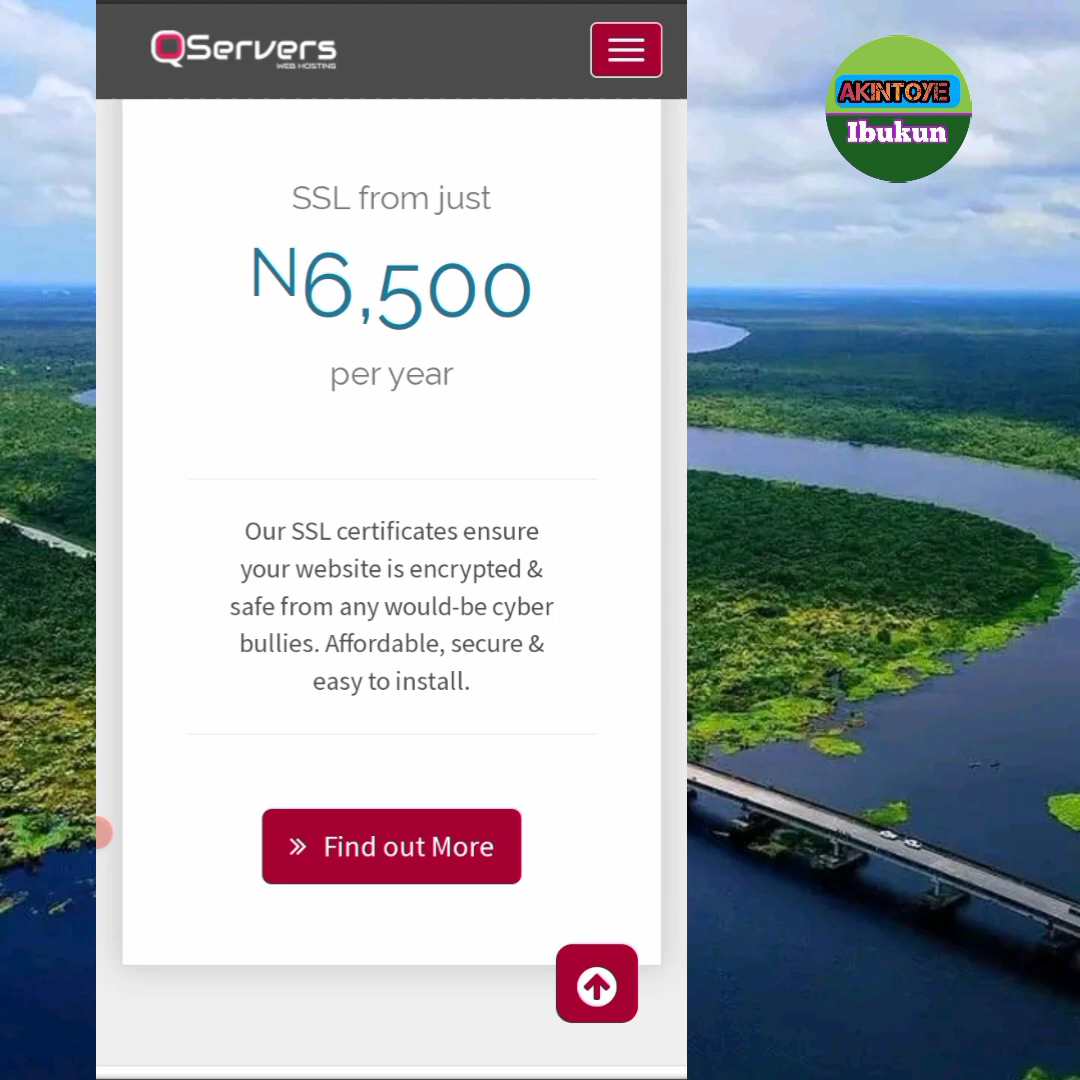 QServers
WEB HOSTING
AKINTOYE
Ibukun
SSL from just
N6,500
per year
Our SSL certificates ensure
your website is encrypted &
safe from any would-be cyber
bullies. Affordable, secure &
easy to install.
» Find out More